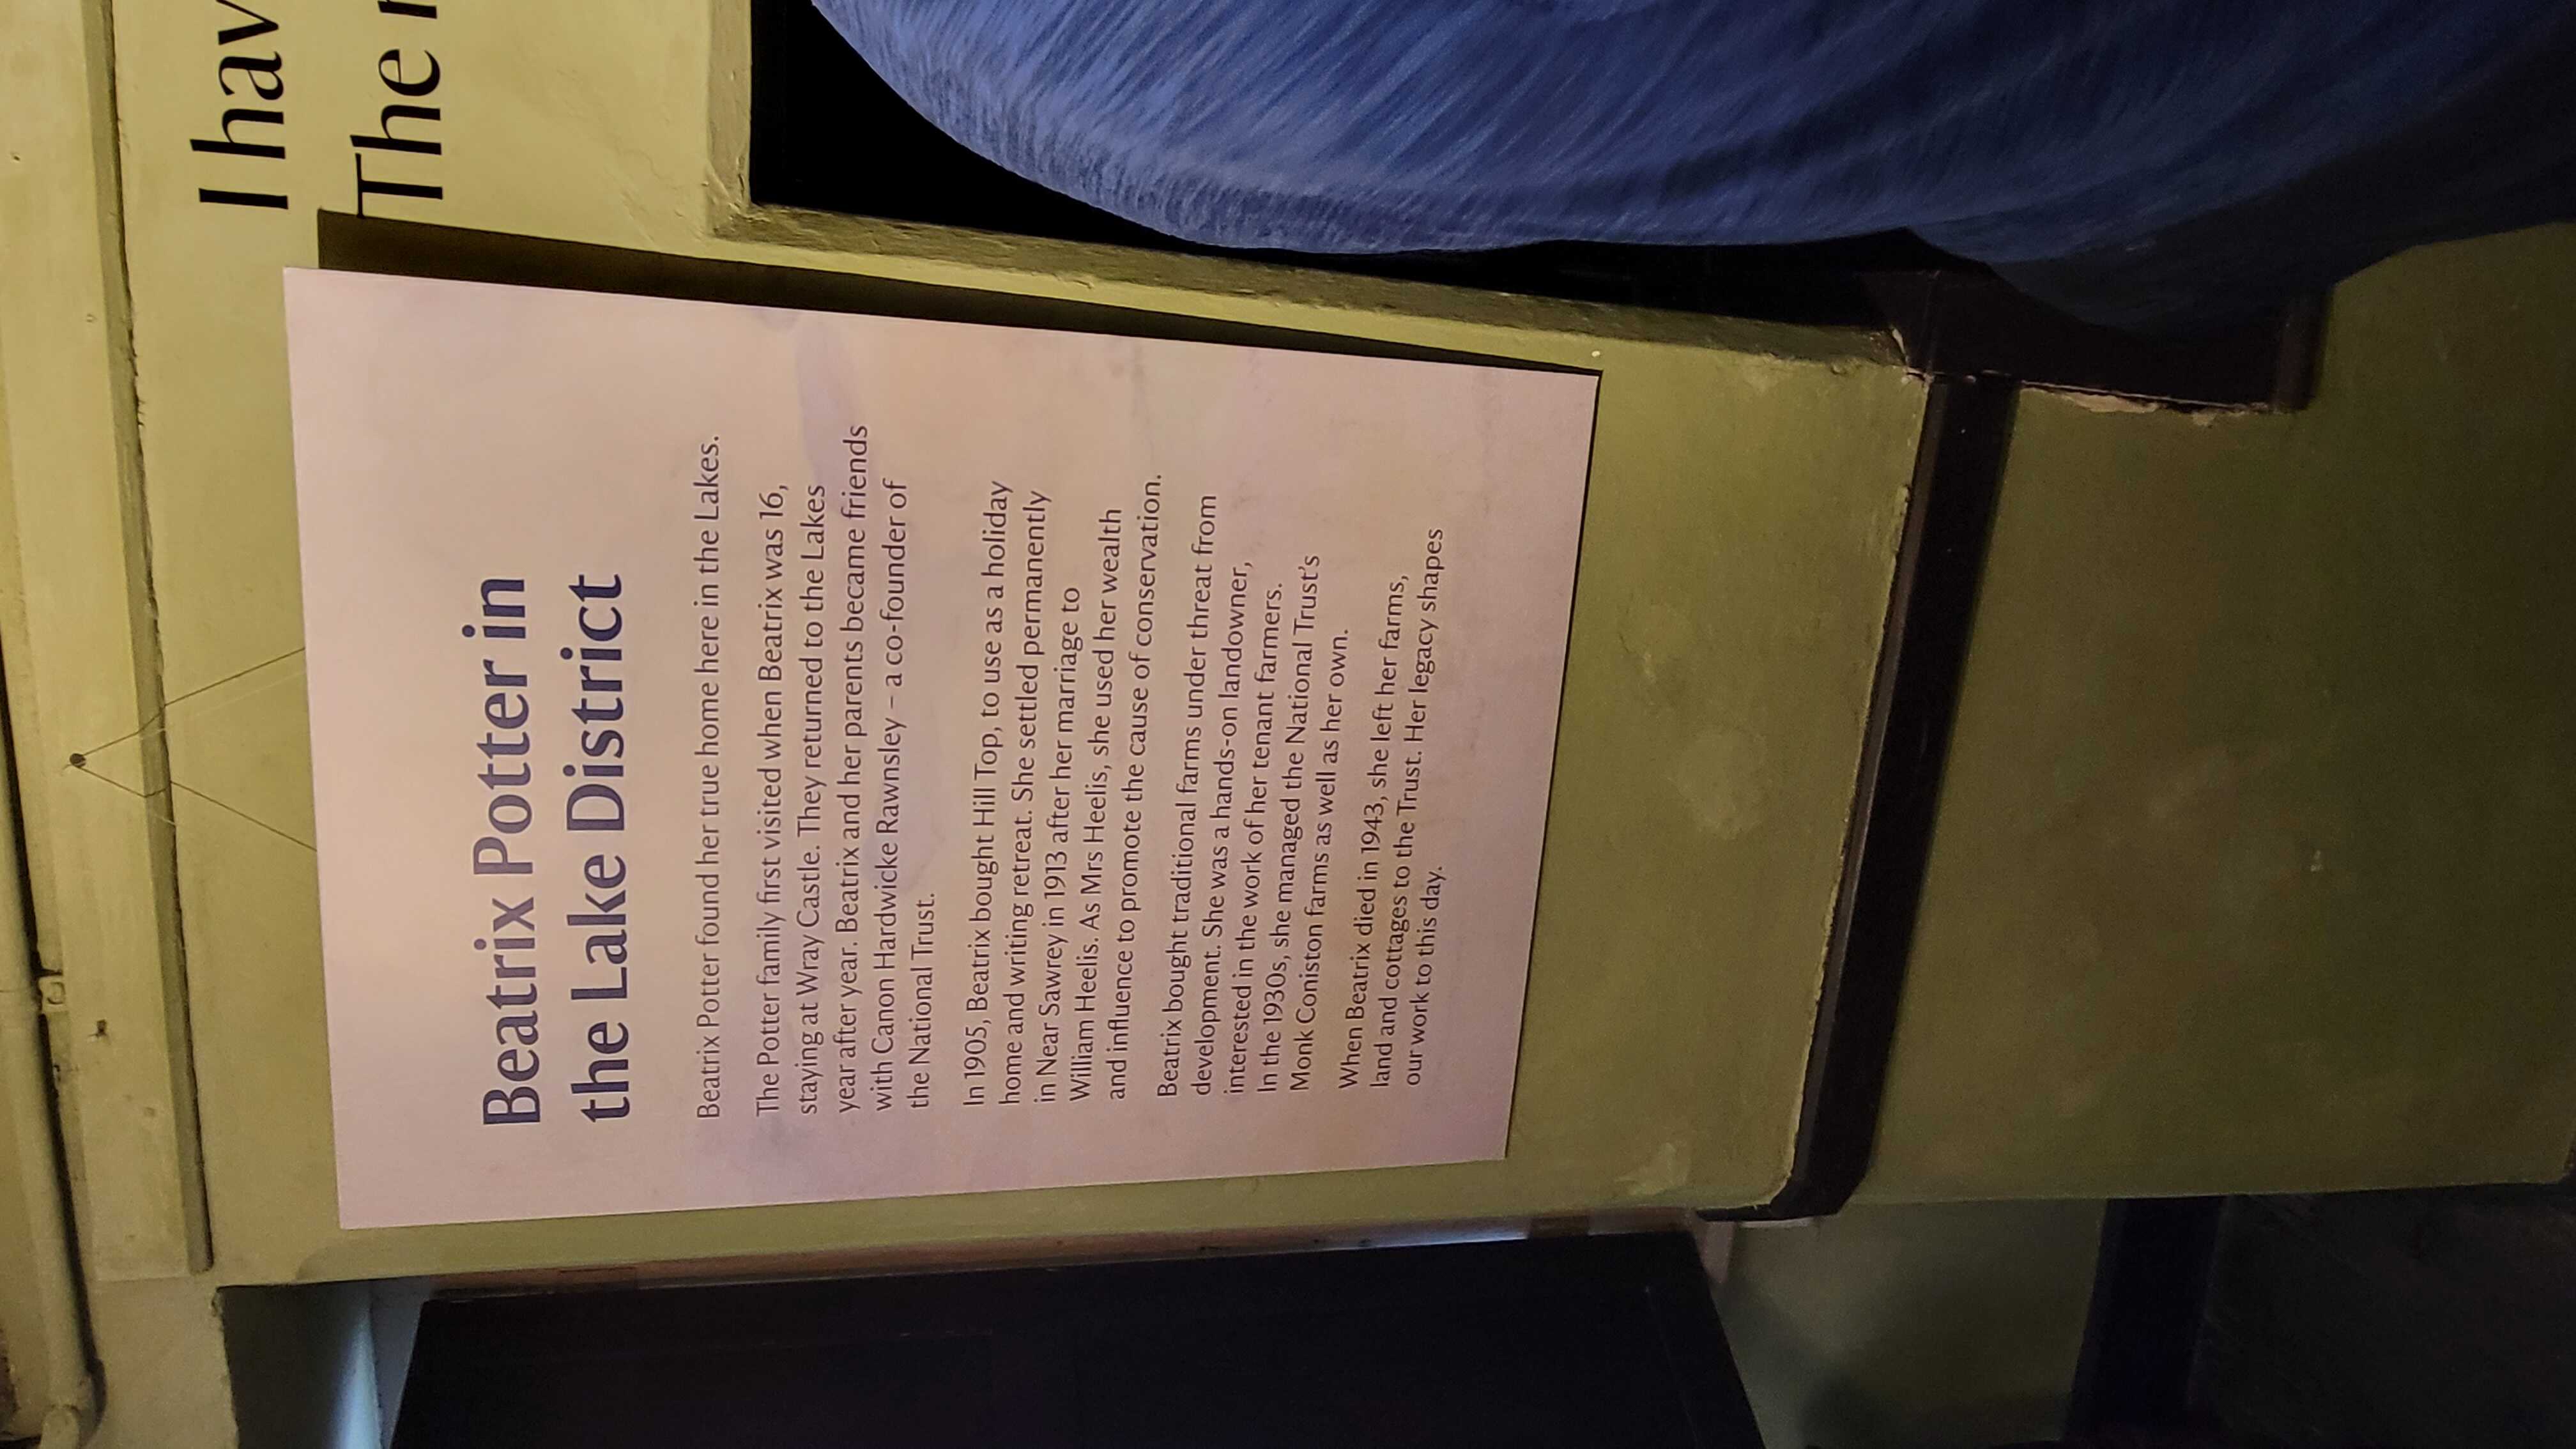 I hav
The r
Beatrix Potter in
the Lake District
Beatrix Potter found her true home here in the Lakes.
The Potter family first visited when Beatrix was 16,
staying at Wray Castle. They returned to the Lakes
year after year. Beatrix and her parents became friends
with Canon Hardwicke Rawnsley – a co-founder of
the National Trust.
In 1905, Beatrix bought Hill Top, to use as a holiday
home and writing retreat. She settled permanently
in Near Sawrey in 1913 after her marriage to
William Heelis. As Mrs Heelis, she used her wealth
and influence to promote the cause of conservation.
Beatrix bought traditional farms under threat from
development. She was a hands-on landowner,
interested in the work of her tenant farmers.
In the 1930s, she managed the National Trust's
Monk Coniston farms as well as her own.
When Beatrix died in 1943, she left her farms,
land and cottages to the Trust. Her legacy shapes
our work to this day.